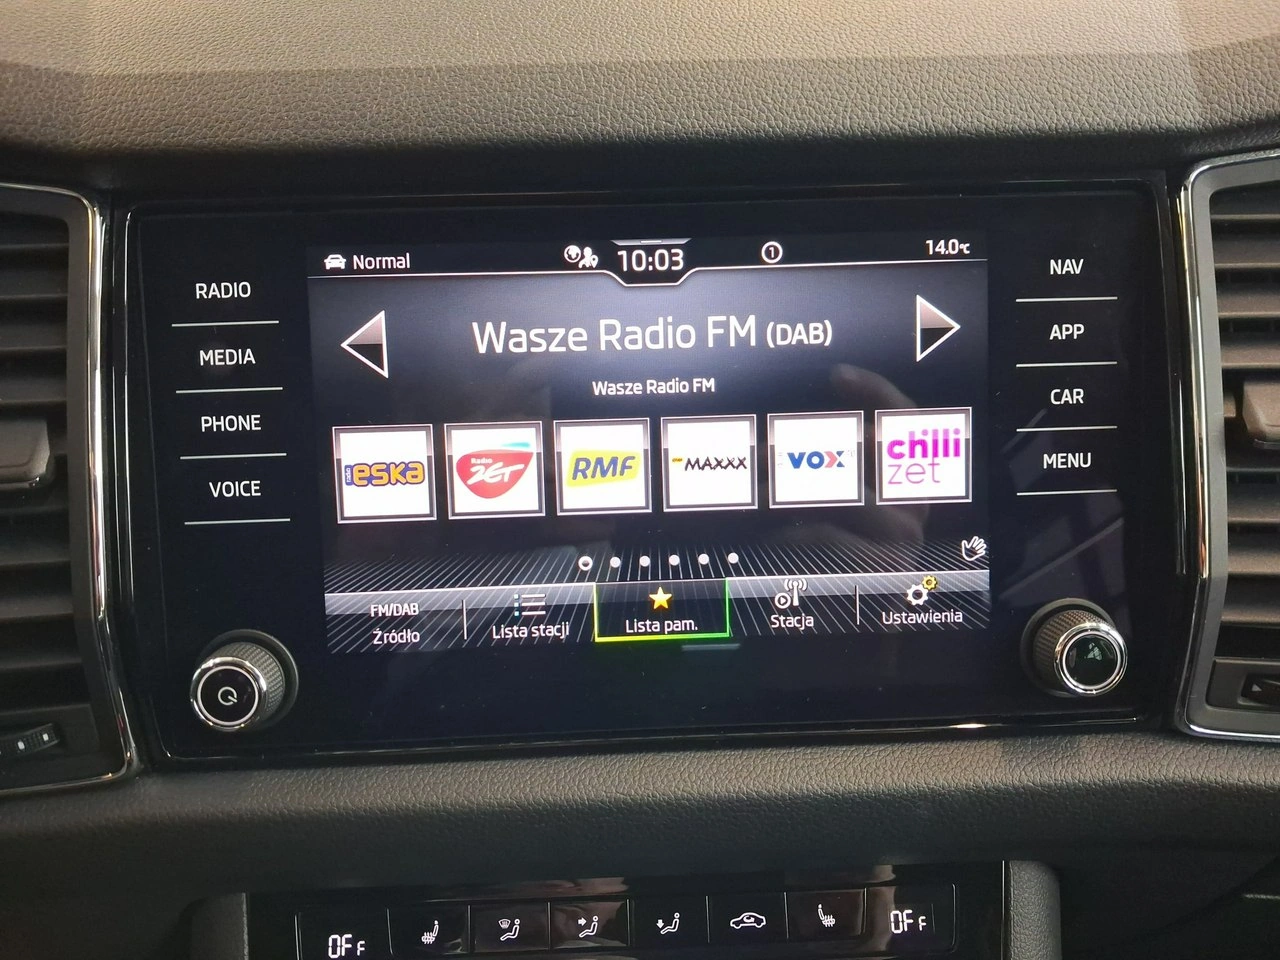 RADIO
MEDIA
PHONE
VOICE
Normal
10:03
1
14.0°C
Wasze Radio FM (DAB)
Wasze Radio FM
eska
Radio ZET
RMF
MAXXX
VOX
chilli zet
FM/DAB
Źródło
Lista stacji
Lista pam.
Stacja
Ustawienia
NAV
APP
CAR
MENU
OFF
OFF